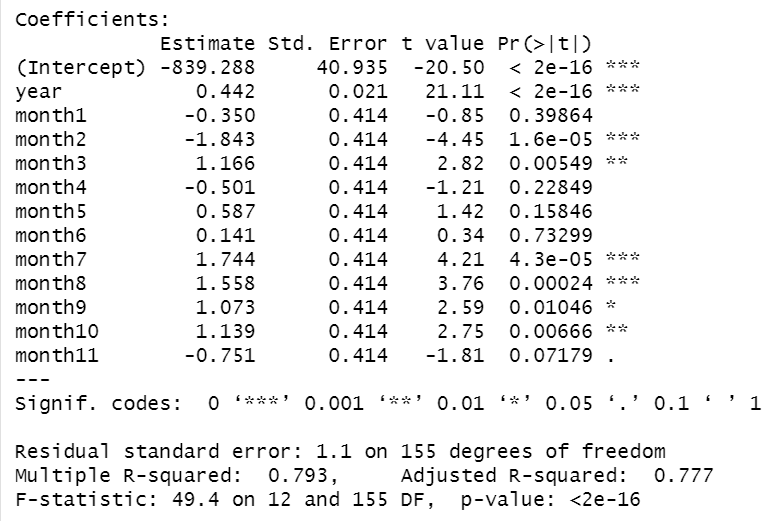 Coefficients:
            Estimate Std. Error t value Pr(>|t|)
(Intercept) -839.288     40.935  -20.50  < 2e-16 ***
year           0.442      0.021   21.11  < 2e-16 ***
month1        -0.350      0.414   -0.85  0.39864
month2        -1.843      0.414   -4.45  1.6e-05 ***
month3         1.166      0.414    2.82  0.00549 **
month4        -0.501      0.414   -1.21  0.22849
month5         0.587      0.414    1.42  0.15846
month6         0.141      0.414    0.34  0.73299
month7         1.744      0.414    4.21  4.3e-05 ***
month8         1.558      0.414    3.76  0.00024 ***
month9         1.073      0.414    2.59  0.01046 *
month10        1.139      0.414    2.75  0.00666 **
month11       -0.751      0.414   -1.81  0.07179 .
---
Signif. codes:  0 ‘***’ 0.001 ‘**’ 0.01 ‘*’ 0.05 ‘.’ 0.1 ‘ ’ 1
Residual standard error: 1.1 on 155 degrees of freedom
Multiple R-squared:  0.793,	Adjusted R-squared:  0.777
F-statistic: 49.4 on 12 and 155 DF,  p-value: <2e-16